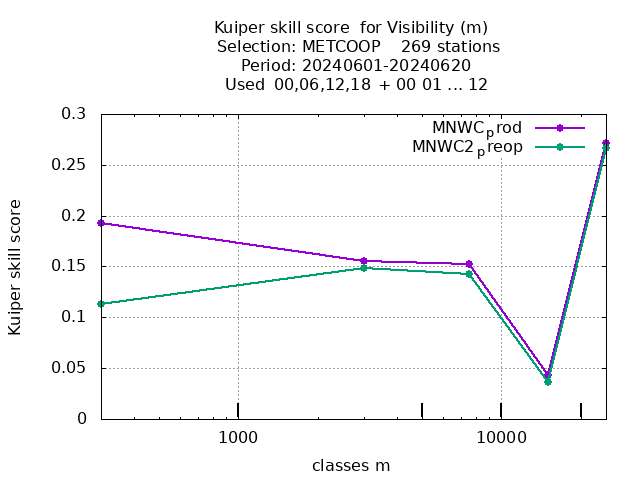 Kuiper skill score  for Visibility (m)
Selection: METCOOP    269 stations
Period: 20240601-20240620
Used  00,06,12,18 + 00 01 ... 12
0.3
0.25
0.2
0.15
0.1
0.05
0
Kuiper skill score
MNWC_prod
MNWC2_preop
1000
10000
classes m